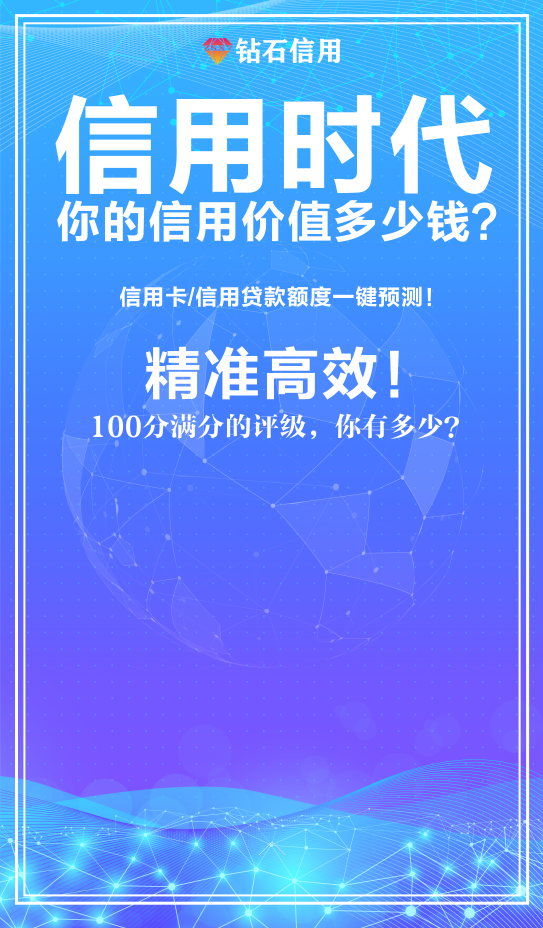 钻石信用
信用时代
你的信用价值多少钱?
信用卡/信用贷款额度一键预测!
精准高效!
100分满分的评级，你有多少?